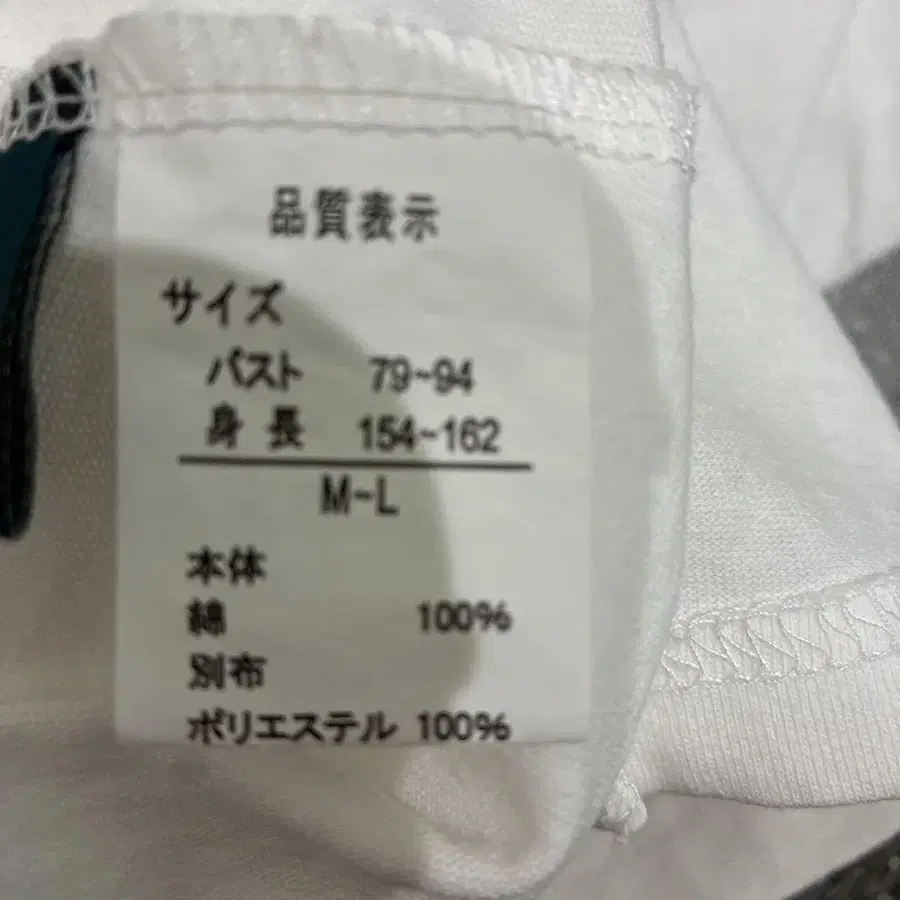 品質表示
サイズ
バスト 79~94
身長 154~162
M~L
本体
綿 100%
別布
ポリエステル 100%